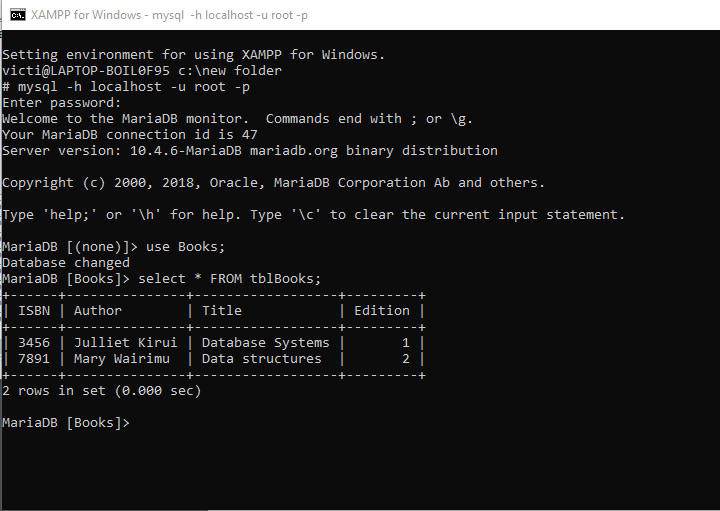 XAMPP for Windows - mysql  -h localhost -u root -p
Setting environment for using XAMPP for Windows.
victi@LAPTOP-BOIL0F95 c:\new folder
# mysql -h localhost -u root -p
Enter password:
Welcome to the MariaDB monitor.  Commands end with ; or \g.
Your MariaDB connection id is 47
Server version: 10.4.6-MariaDB mariadb.org binary distribution
Copyright (c) 2000, 2018, Oracle, MariaDB Corporation Ab and others.
Type 'help;' or '\h' for help. Type '\c' to clear the current input statement.
MariaDB [(none)]> use Books;
Database changed
MariaDB [Books]> select * FROM tblBooks;
+------+---------------+------------------+---------+
| ISBN | Author        | Title            | Edition |
+------+---------------+------------------+---------+
| 3456 | Julliet Kirui | Database Systems |       1 |
| 7891 | Mary Wairimu  | Data structures  |       2 |
+------+---------------+------------------+---------+
2 rows in set (0.000 sec)
MariaDB [Books]>